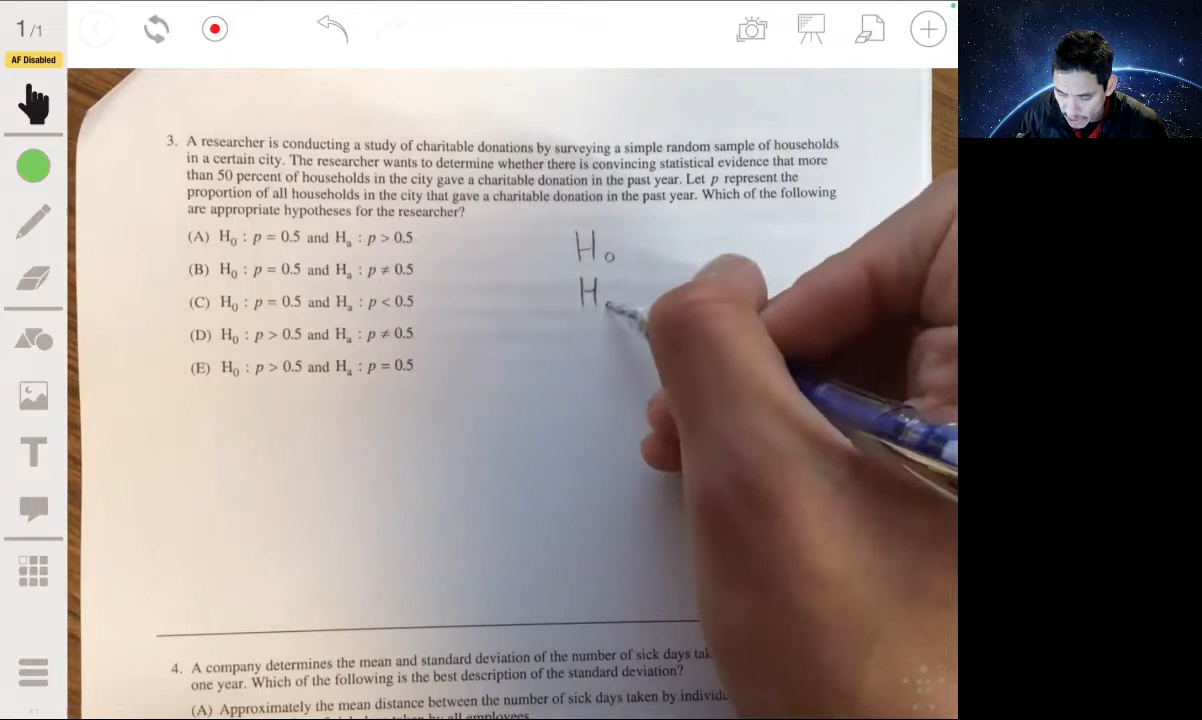 1/1
AF Disabled
3. A researcher is conducting a study of charitable donations by surveying a simple random sample of households
in a certain city. The researcher wants to determine whether there is convincing statistical evidence that more
than 50 percent of households in the city gave a charitable donation in the past year. Let p represent the
proportion of all households in the city that gave a charitable donation in the past year. Which of the following
are appropriate hypotheses for the researcher?
(A) H₀ : p = 0.5 and Hₐ : p > 0.5
(B) H₀ : p = 0.5 and Hₐ : p ≠ 0.5
(C) H₀ : p = 0.5 and Hₐ : p < 0.5
(D) H₀ : p > 0.5 and Hₐ : p ≠ 0.5
(E) H₀ : p > 0.5 and Hₐ : p = 0.5
H₀
H
T
4. A company determines the mean and standard deviation of the number of sick days
one year. Which of the following is the best description of the standard deviation?
(A) Approximately the mean distance between the number of sick days taken by